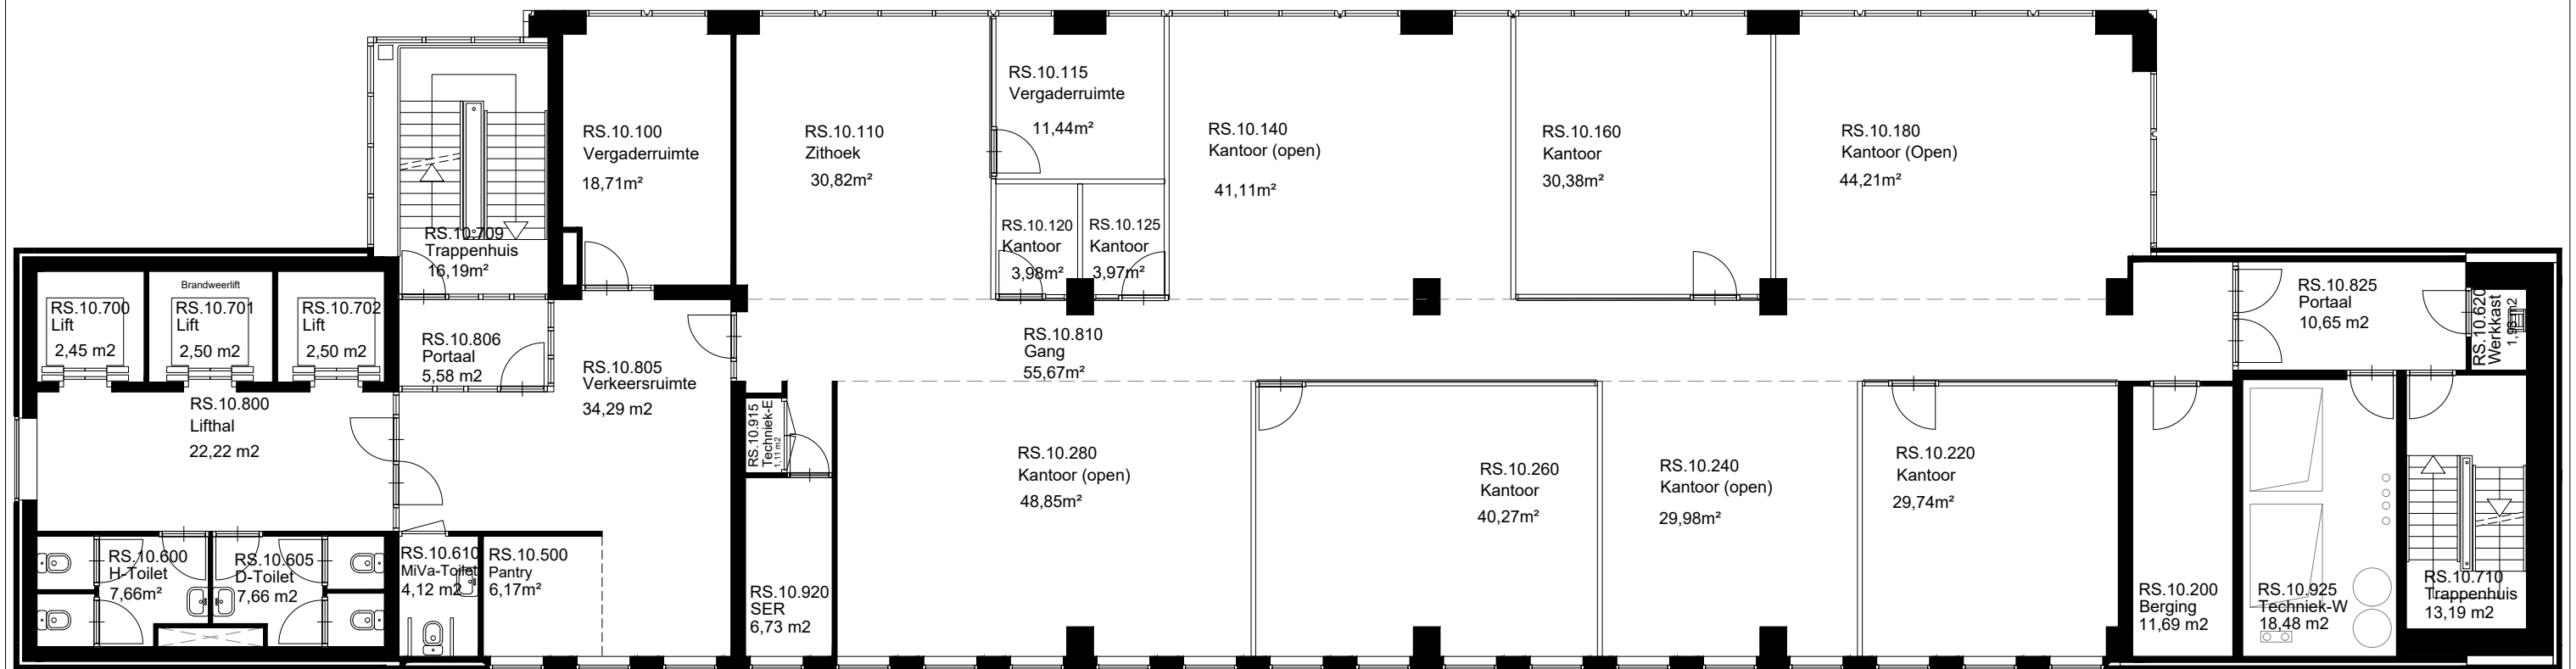 RS.10.115
Vergaderruimte
11,44m²
RS.10.100
Vergaderruimte
18,71m²
RS.10.110
Zithoek
30,82m²
RS.10.140
Kantoor (open)
41,11m²
RS.10.160
Kantoor
30,38m²
RS.10.180
Kantoor (Open)
44,21m²
RS.10.709
Trappenhuis
16,19m²
RS.10.120
Kantoor
3,98m²
RS.10.125
Kantoor
3,97m²
RS.10.700
Lift
2,45 m2
Brandweerlift
RS.10.701
Lift
2,50 m2
RS.10.702
Lift
2,50 m2
RS.10.806
Portaal
5,58 m2
RS.10.805
Verkeersruimte
34,29 m2
RS.10.810
Gang
55,67m²
RS.10.825
Portaal
10,65 m2
RS.10.620
Werkkast
RS.10.800
Lifthal
22,22 m2
RS.10.915
Techniek-E
1,11 m2
RS.10.280
Kantoor (open)
48,85m²
RS.10.260
Kantoor
40,27m²
RS.10.240
Kantoor (open)
29,98m²
RS.10.220
Kantoor
29,74m²
RS.10.600
H-Toilet
7,66m²
RS.10.605
D-Toilet
7,66 m2
RS.10.610
MiVa-Toilet
4,12 m2
RS.10.500
Pantry
6,17m²
RS.10.920
SER
6,73 m2
RS.10.200
Berging
11,69 m2
RS.10.925
Techniek-W
18,48 m2
RS.10.710
Trappenhuis
13,19 m2